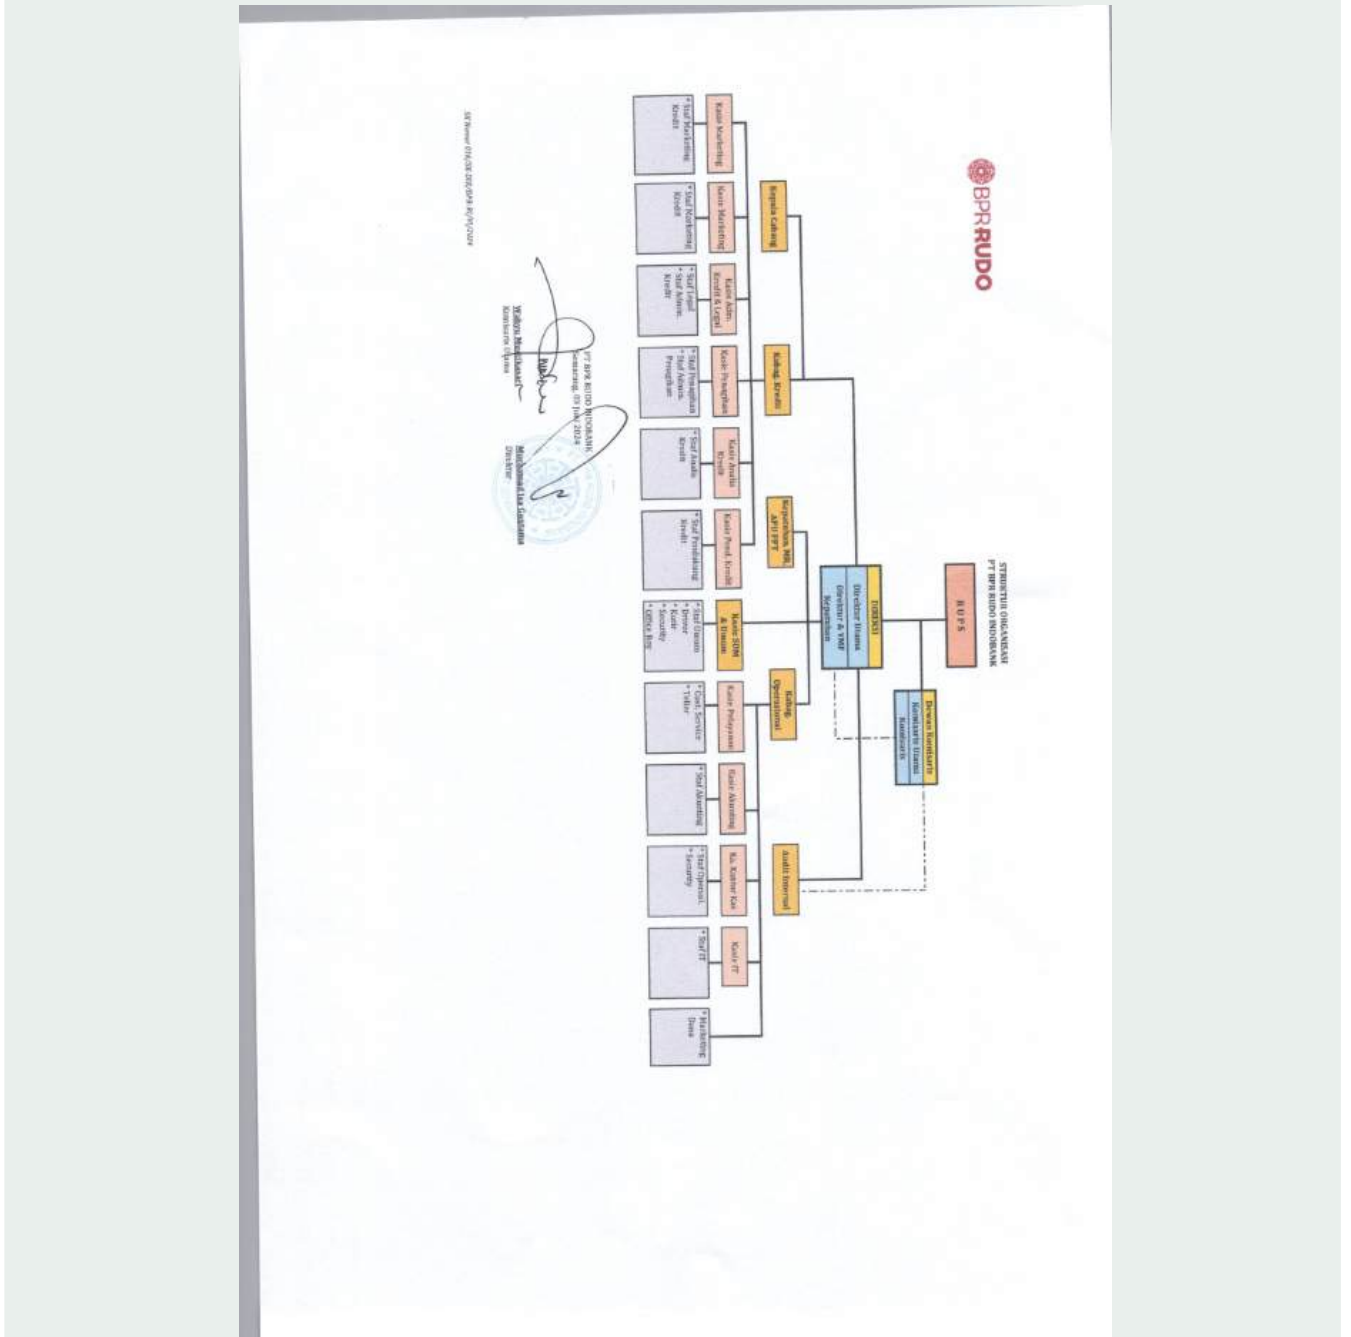 BPR RUDO
STRUKTUR ORGANISASI
PT BPR RUDO INDOBANK
RUPS
Dewan Komisaris
Komisaris Utama
Komisaris
DIREKSI
Direktur Utama
Direktur & YMF
Kepatuhan
Kepala Cabang
Kabag. Kredit
Kepatuhan, MR,
APU PPT
Kabag.
Operasional
Audit Internal
Kasie Marketing
Kasie Marketing
Kasie Adm.
Kredit & Legal
Kasie Penagihan
Kasie Analis
Kredit
Kasie Pend. Kredit
Kasie SDM
& Umum
Kasie Pelayanan
Kasie Akunting
Ka. Kantor Kas
Kasie IT
* Staf Marketing
Kredit
* Staf Marketing
Kredit
* Staf Legal
* Staf Admin.
Kredit
* Staf Penagihan
* Staf Admin.
Penagihan
* Staf Analis
Kredit
* Staf Pendukung
Kredit
* Staf Umum
* Driver
* Kurir
* Security
* Office Boy
* Cust. Service
* Teller
* Staf Akunting
* Staf Operasi.
* Security
* Staf IT
* Marketing
Dana
PT BPR RUDO INDOBANK
Semarang, 03 Juli 2024
Komisaris Utama
Direktur